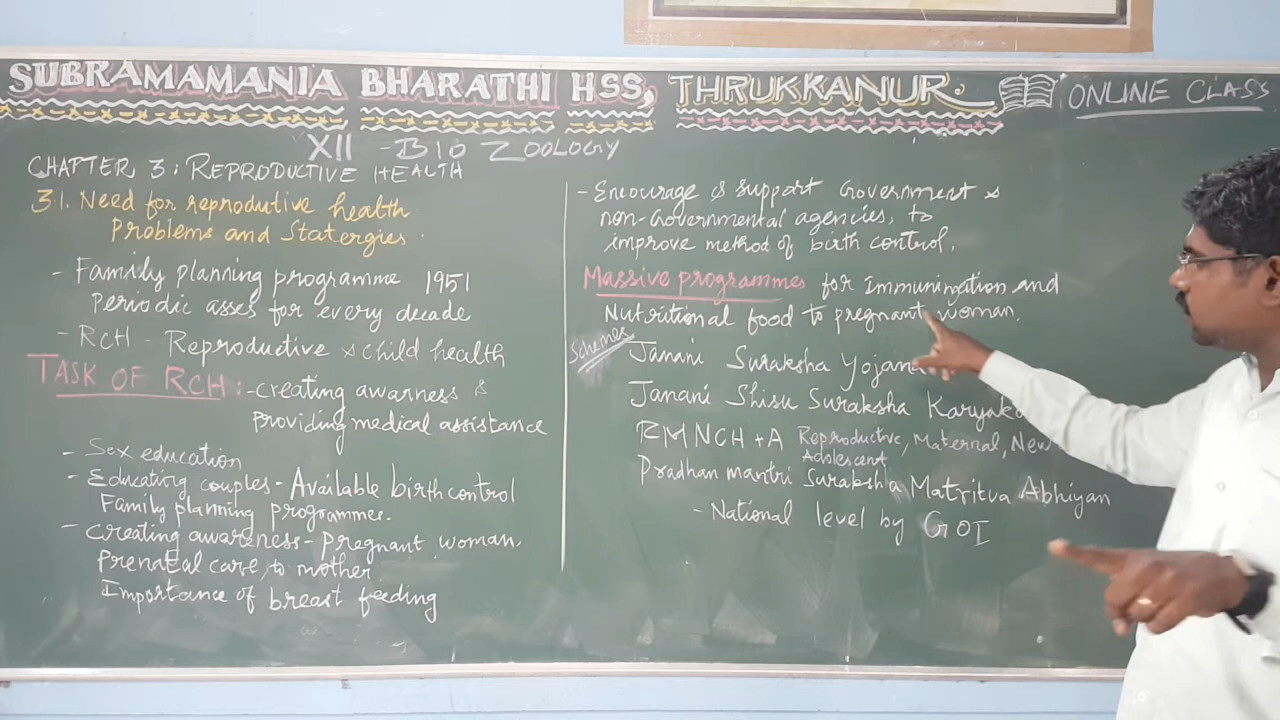 SUBRAMAMANIA BHARATHI HSS, THRUKKANUR.
ONLINE CLASS
XII - BIO ZOOLOGY
CHAPTER 3: REPRODUCTIVE HEALTH
3.1. Need for reprodutive health
Problems and Statergies.
- Family planning programme 1951
Periodic asses for every decade
- RCH - Reproductive & child health
TASK OF RCH :- creating awarness &
Providing medical assistance
- Sex education
- Educating couples - Available birth control
Family planning programmes.
- Creating awareness - pregnant woman,
Prenatal care, to mother
Importance of breast feeding
- Encourage & support Government &
non-Governmental agencies, to
improve method of birth control.
Massive programmes for Immunization and
Nutritional food to pregnant woman.
Schemes
Janani Suraksha Yojana
Janani Shisu Suraksha
RMNCH+A Reproductive, Maternal, New
Adolescent
Pradhan mantri Suraksha Matritva Abhiyan
- National level by GOI